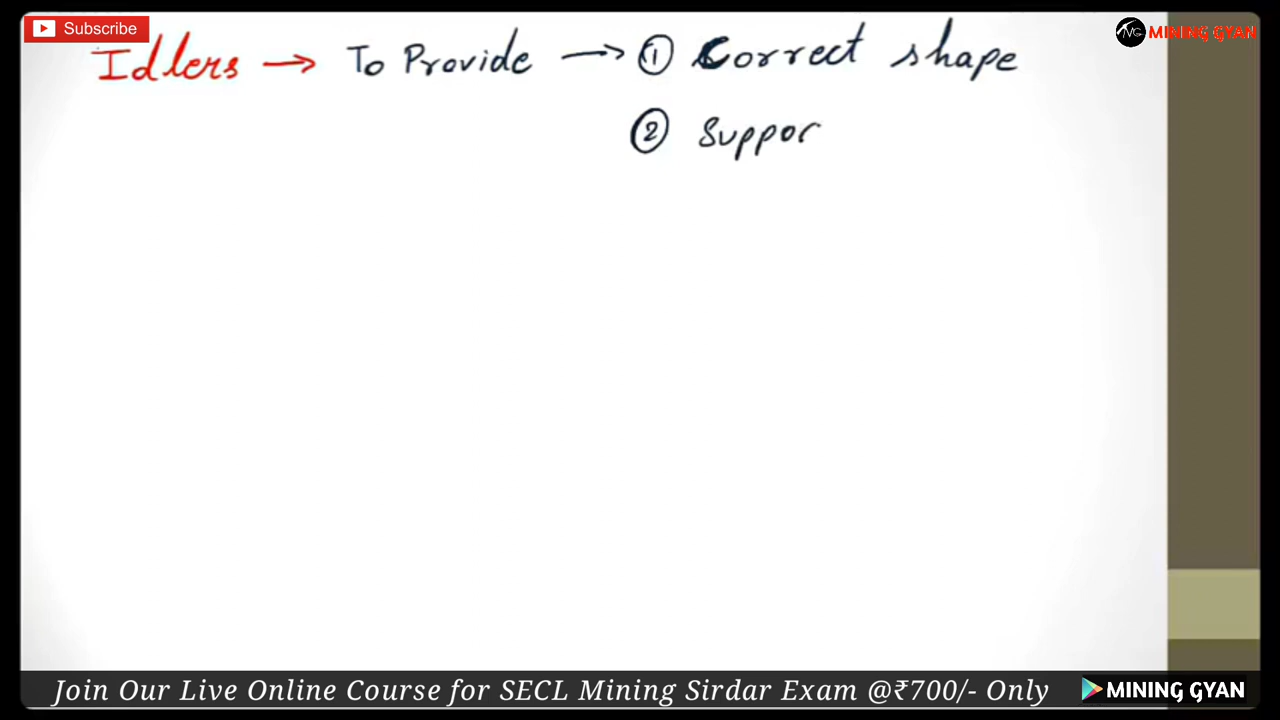 Subscribe
MINING GYAN
Idlers → To Provide → ① Correct shape
② Suppor
Join Our Live Online Course for SECL Mining Sirdar Exam @₹700/- Only
MINING GYAN